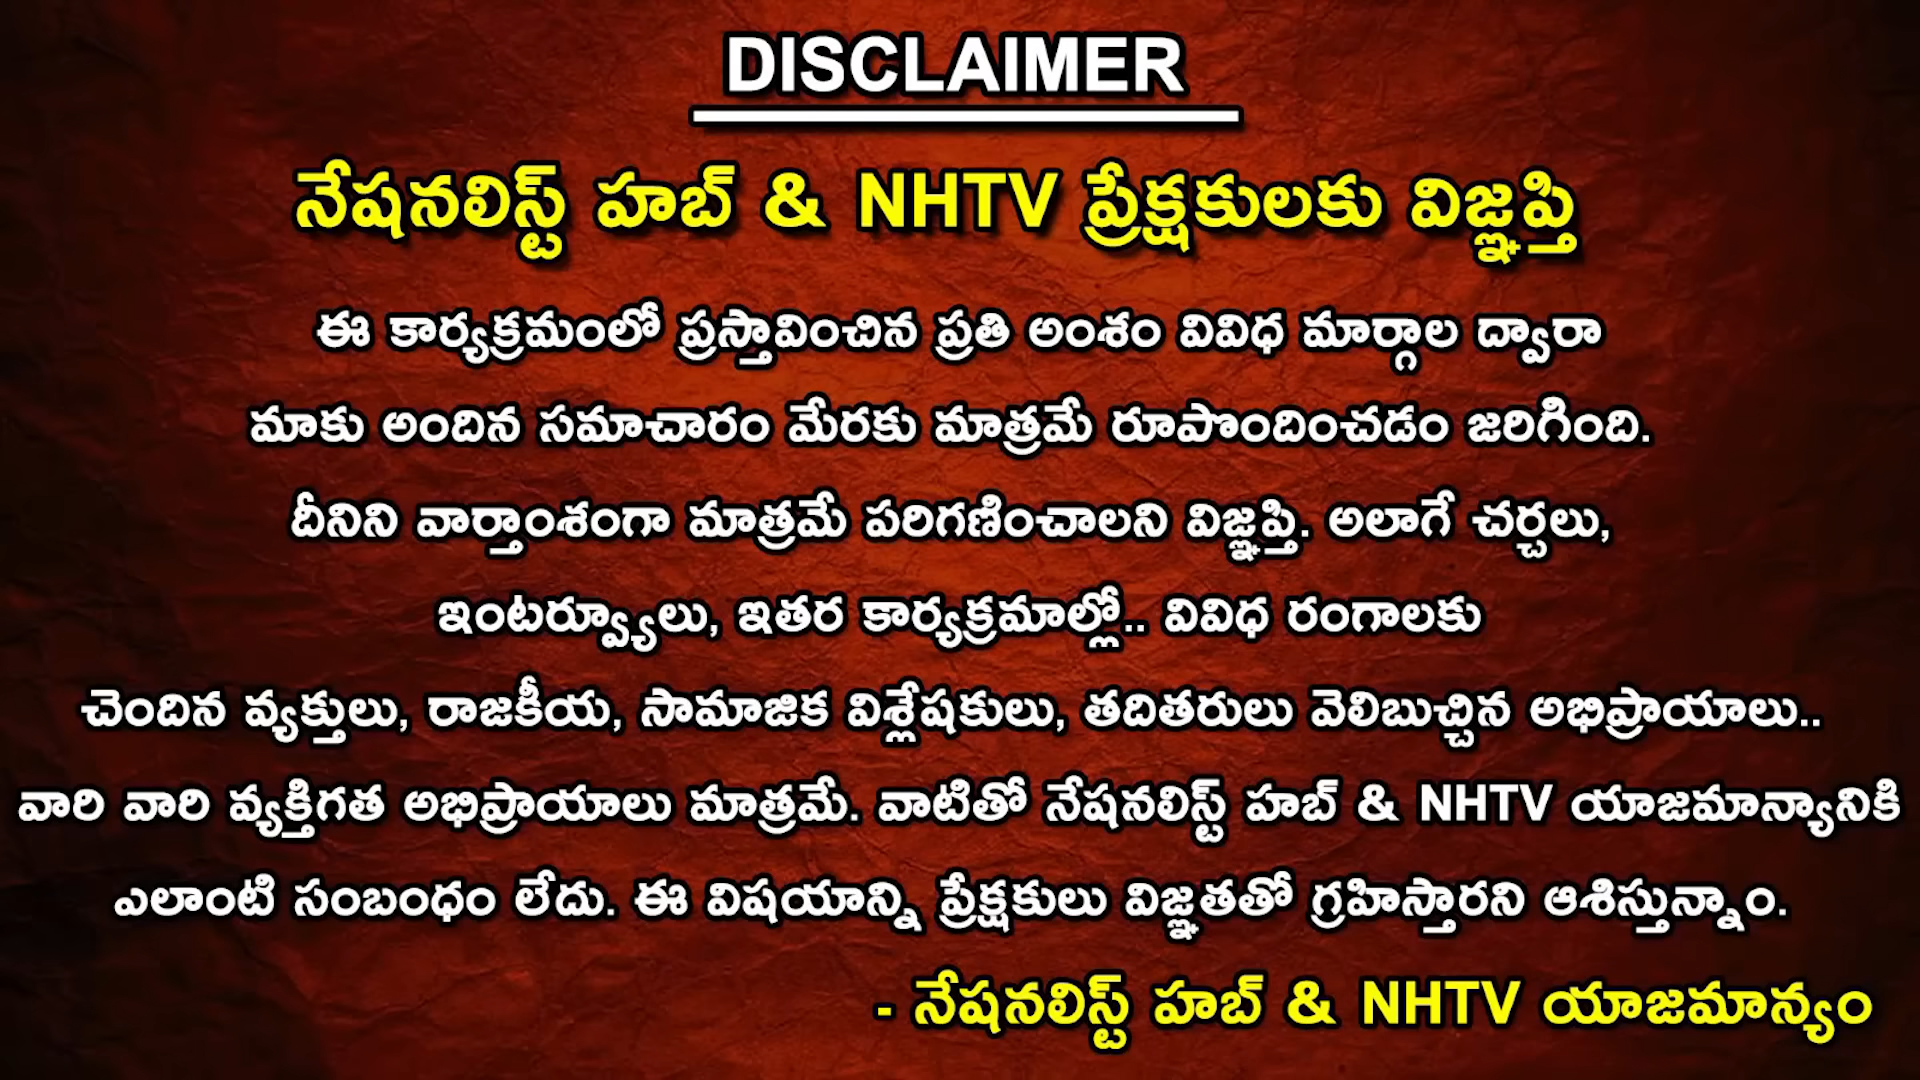 DISCLAIMER
నేషనలిస్ట్ హబ్ & NHTV ప్రేక్షకులకు విజ్ఞప్తి
ఈ కార్యక్రమంలో ప్రస్తావించిన ప్రతి అంశం వివిధ మార్గాల ద్వారా
మాకు అందిన సమాచారం మేరకు మాత్రమే రూపొందించడం జరిగింది.
దీనిని వార్తాంశంగా మాత్రమే పరిగణించాలని విజ్ఞప్తి. అలాగే చర్చలు,
ఇంటర్వ్యూలు, ఇతర కార్యక్రమాల్లో.. వివిధ రంగాలకు
చెందిన వ్యక్తులు, రాజకీయ, సామాజిక విశ్లేషకులు, తదితరులు వెలిబుచ్చిన అభిప్రాయాలు..
వారి వారి వ్యక్తిగత అభిప్రాయాలు మాత్రమే. వాటితో నేషనలిస్ట్ హబ్ & NHTV యాజమాన్యానికి
ఎలాంటి సంబంధం లేదు. ఈ విషయాన్ని ప్రేక్షకులు విజ్ఞతతో గ్రహిస్తారని ఆశిస్తున్నాం.
- నేషనలిస్ట్ హబ్ & NHTV యాజమాన్యం